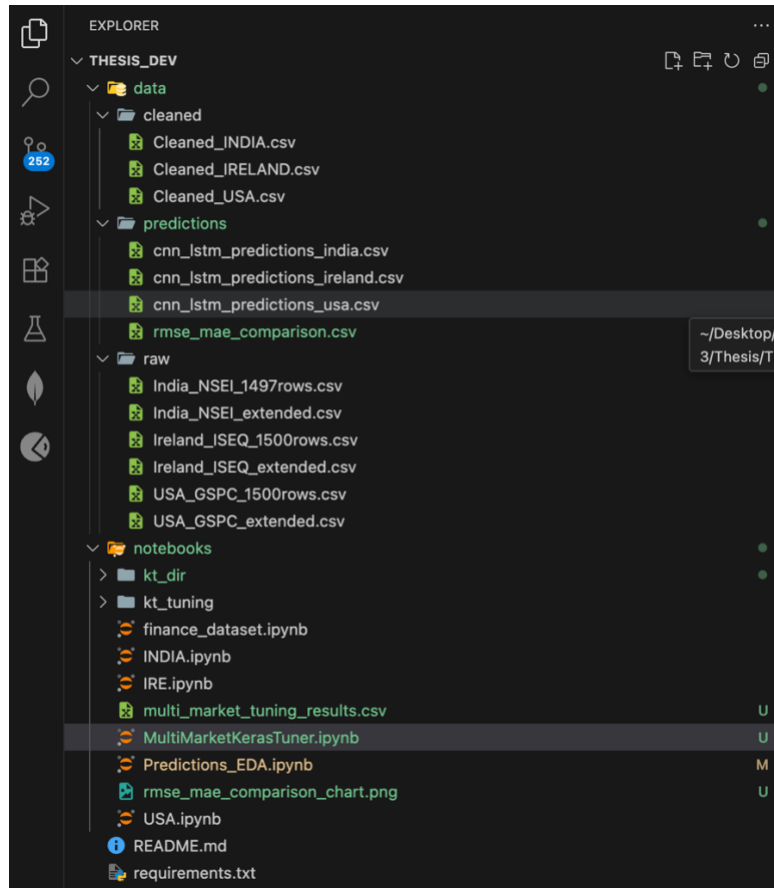 EXPLORER
THESIS_DEV
data
cleaned
Cleaned_INDIA.csv
Cleaned_IRELAND.csv
Cleaned_USA.csv
252
predictions
cnn_lstm_predictions_india.csv
cnn_lstm_predictions_ireland.csv
cnn_lstm_predictions_usa.csv
rmse_mae_comparison.csv
~/Desktop/
3/Thesis/T
raw
India_NSEI_1497rows.csv
India_NSEI_extended.csv
Ireland_ISEQ_1500rows.csv
Ireland_ISEQ_extended.csv
USA_GSPC_1500rows.csv
USA_GSPC_extended.csv
notebooks
kt_dir
kt_tuning
finance_dataset.ipynb
INDIA.ipynb
IRE.ipynb
multi_market_tuning_results.csv U
MultiMarketKerasTuner.ipynb U
Predictions_EDA.ipynb M
rmse_mae_comparison_chart.png U
USA.ipynb
README.md
requirements.txt